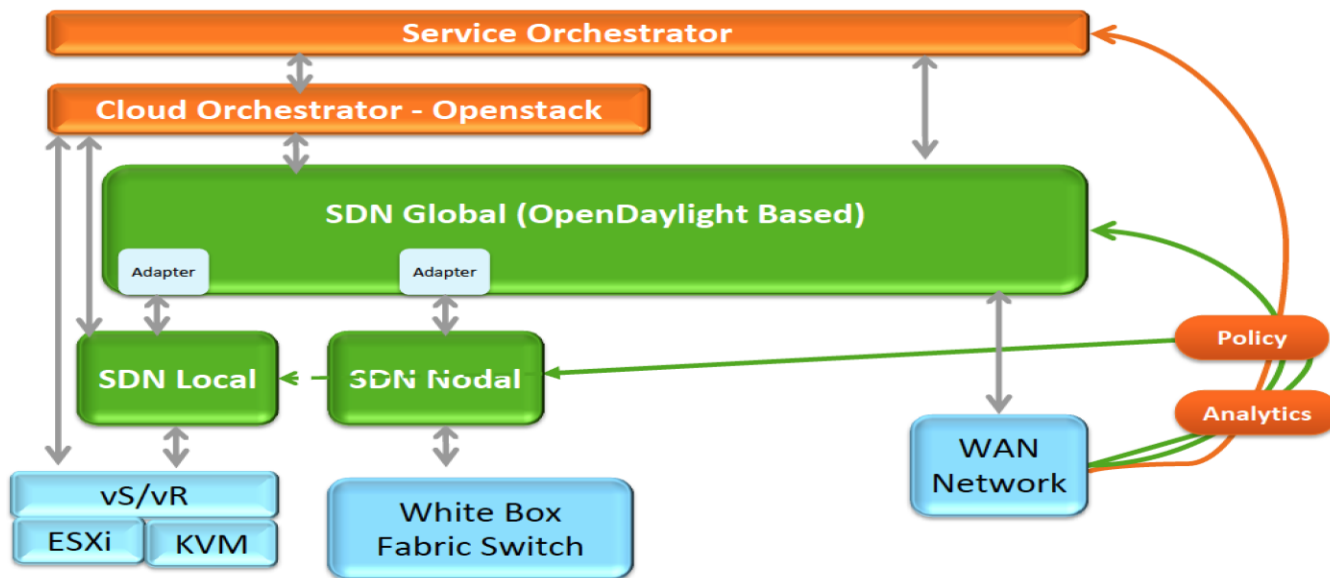 Service Orchestrator
Cloud Orchestrator - Openstack
SDN Global (OpenDaylight Based)
Adapter
Adapter
SDN Local
SDN Nodal
Policy
Analytics
WAN
Network
vS/vR
ESXi
KVM
White Box
Fabric Switch